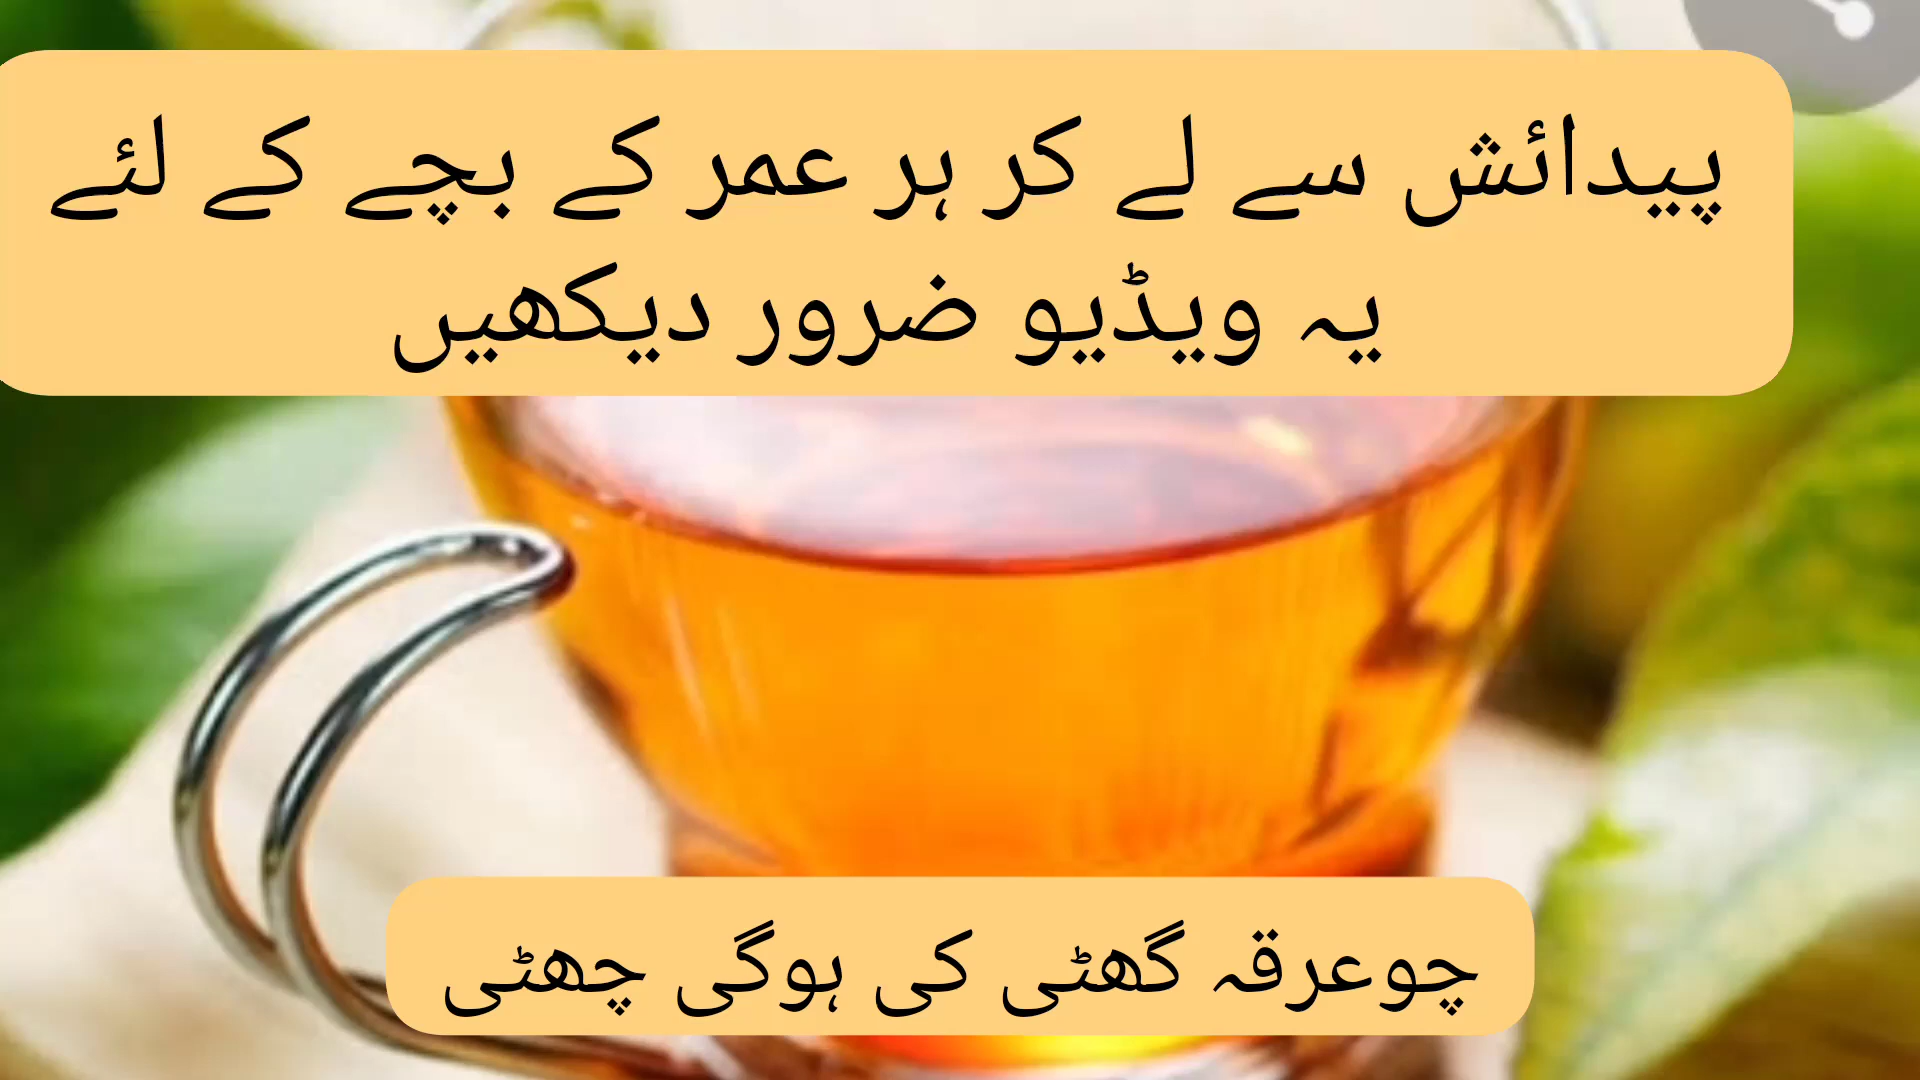 پیدائش سے لے کر ہر عمر کے بچے کے لئے
یہ ویڈیو ضرور دیکھیں
چوعرقہ گھٹی کی ہوگی چھٹی